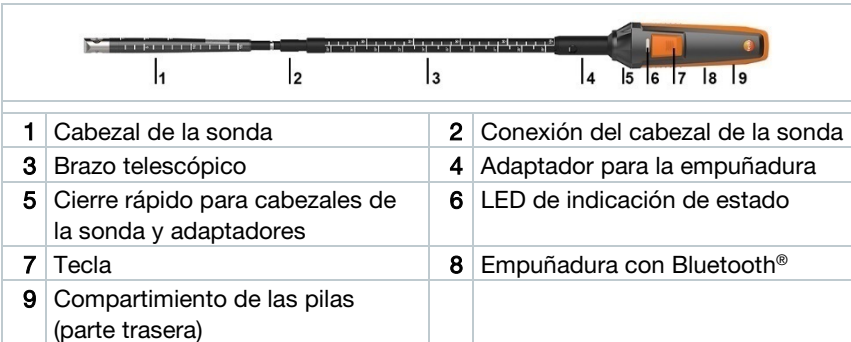 1 2 3 4 5 6 7 8 9
1 Cabezal de la sonda 2 Conexión del cabezal de la sonda
3 Brazo telescópico 4 Adaptador para la empuñadura
5 Cierre rápido para cabezales de 6 LED de indicación de estado
la sonda y adaptadores
7 Tecla 8 Empuñadura con Bluetooth®
9 Compartimiento de las pilas
(parte trasera)